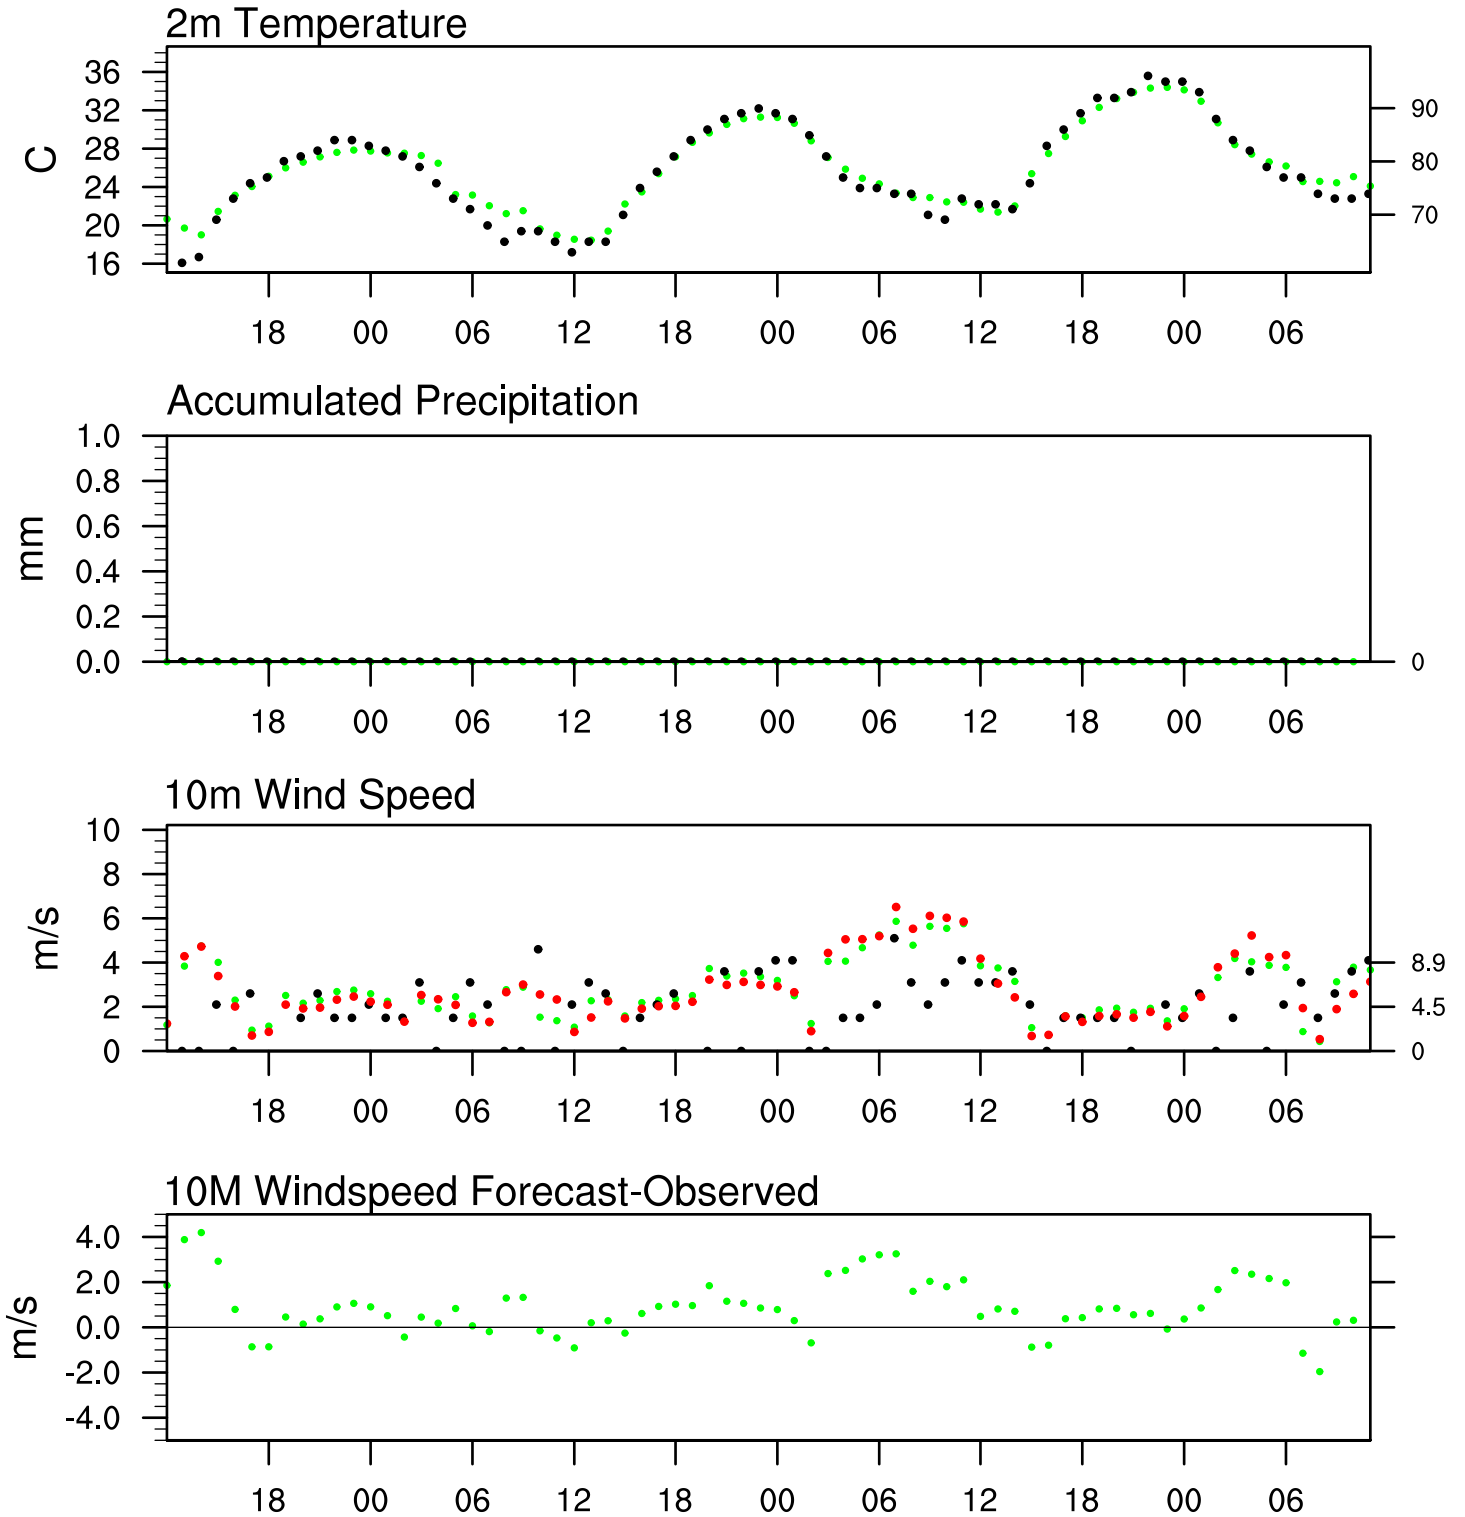 2m Temperature
36
32
28
24
20
16
C
90
80
70
18 00 06 12 18 00 06 12 18 00 06
Accumulated Precipitation
1.0
0.8
0.6
0.4
0.2
0.0
mm
0
18 00 06 12 18 00 06 12 18 00 06
10m Wind Speed
10
8
6
4
2
0
m/s
8.9
4.5
0
18 00 06 12 18 00 06 12 18 00 06
10M Windspeed Forecast-Observed
4.0
2.0
0.0
-2.0
-4.0
m/s
18 00 06 12 18 00 06 12 18 00 06